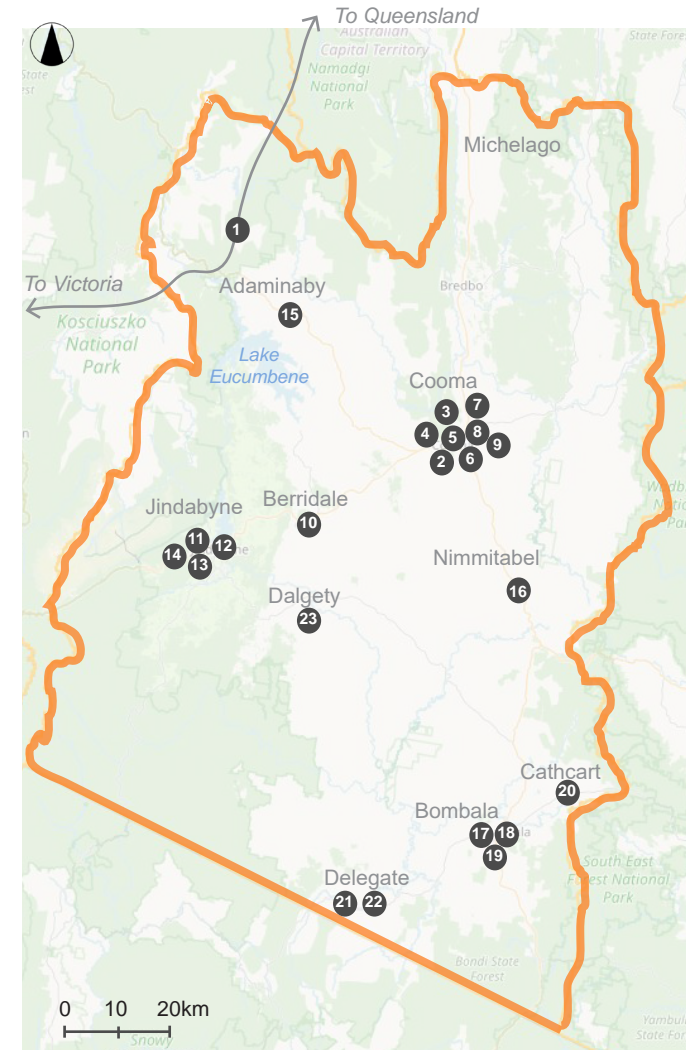 To Queensland
Australian
Capital Territory
State Fores
Namadgi
National
Park
Michelago
1
To Victoria
Adaminaby
Bredbo
15
Kosciuszko
National
Park
Lake
Eucumbene
Cooma
3
7
4
5
8
9
2
6
Berridale
10
Jindabyne
11
12
14
13
Nimmitabel
16
Dalgety
23
Cathcart
20
Bombala
17
18
19
South East
Forest National
Park
Delegate
21
22
Bondi State
Forest
0 10 20km
Snowy